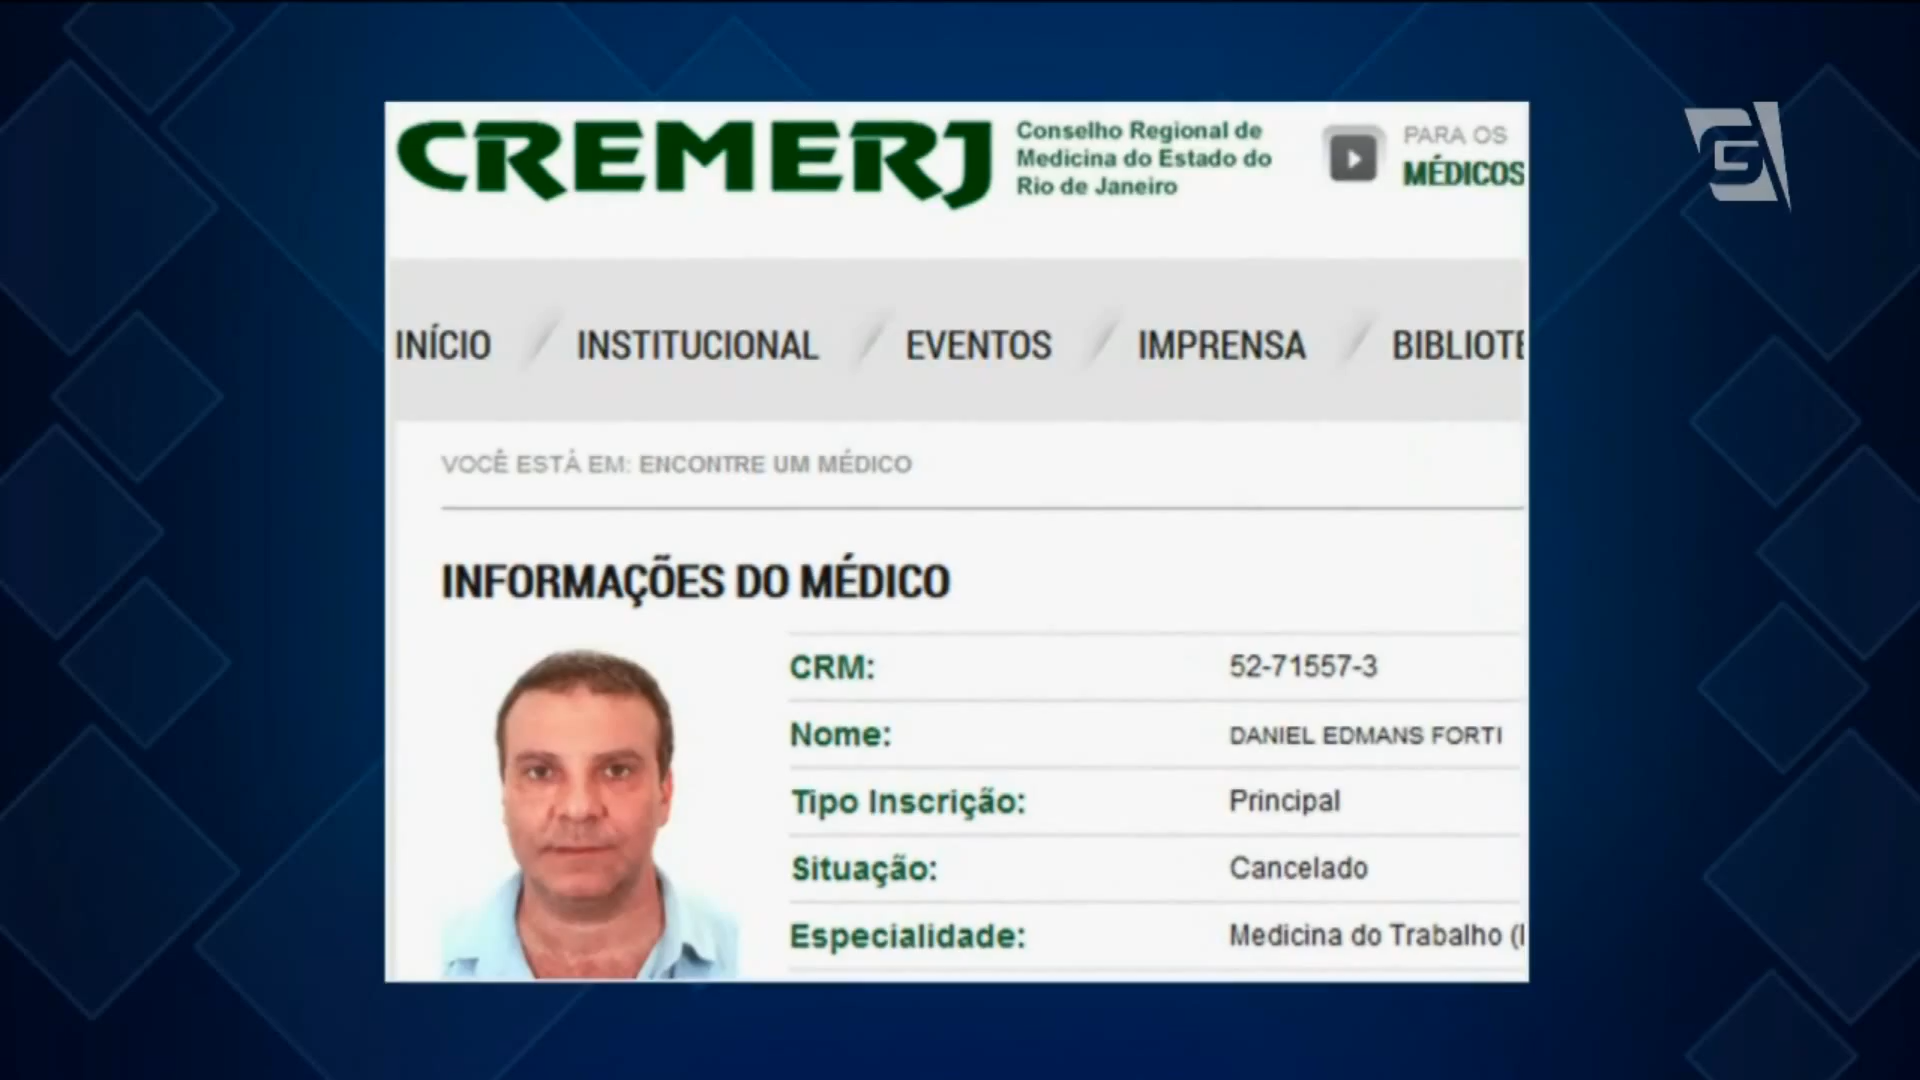 CREMERJ
Conselho Regional de
Medicina do Estado do
Rio de Janeiro
PARA OS
MÉDICOS
INÍCIO
INSTITUCIONAL
EVENTOS
IMPRENSA
BIBLIOTE
VOCÊ ESTÁ EM: ENCONTRE UM MÉDICO
INFORMAÇÕES DO MÉDICO
CRM: 52-71557-3
Nome: DANIEL EDMANS FORTI
Tipo Inscrição: Principal
Situação: Cancelado
Especialidade: Medicina do Trabalho (
G